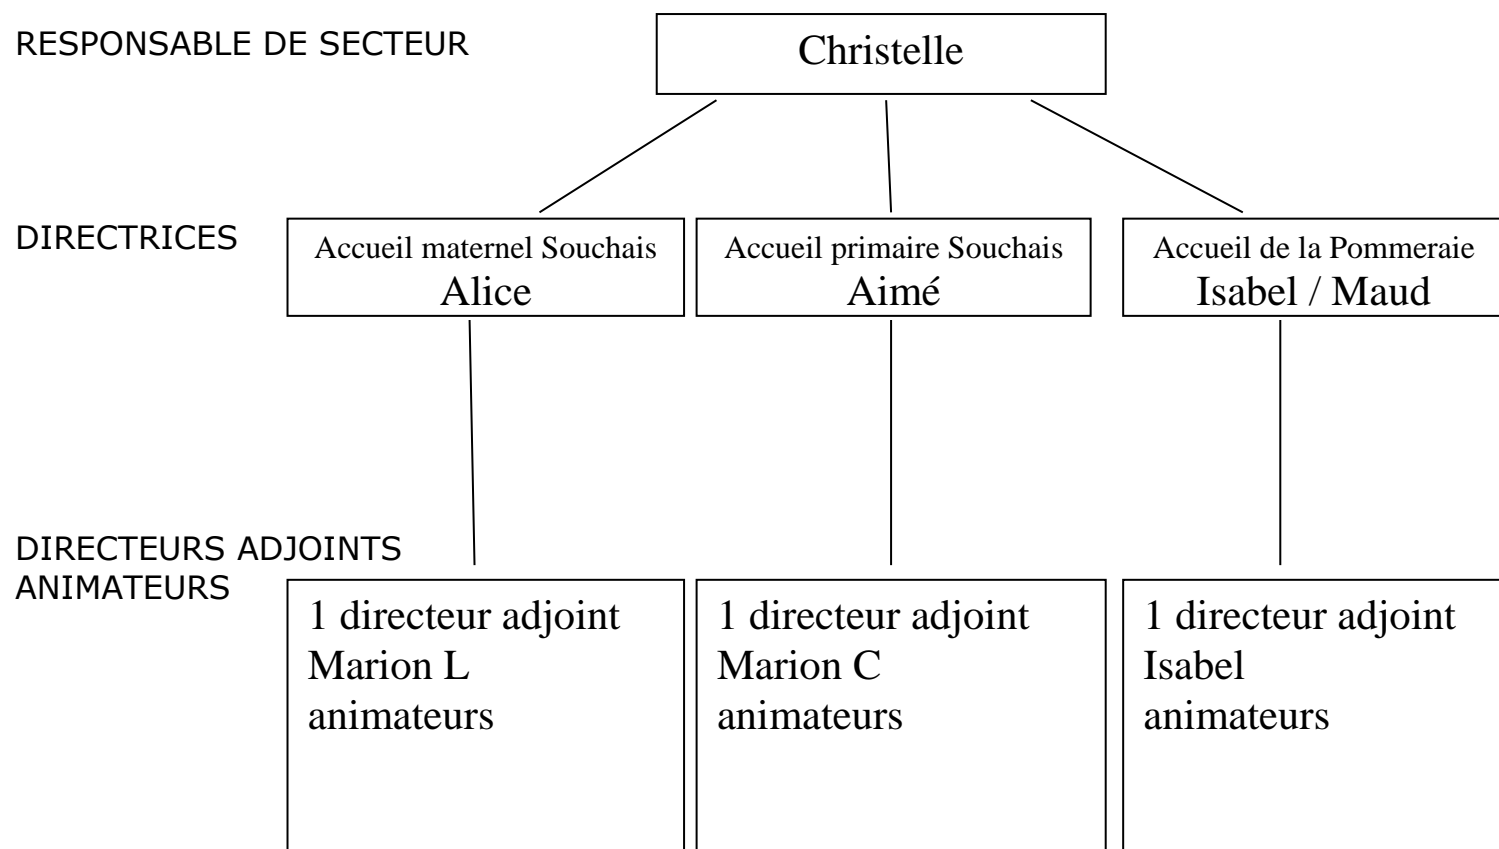 RESPONSABLE DE SECTEUR
Christelle
DIRECTRICES
Accueil maternel Souchais
Alice
Accueil primaire Souchais
Aimé
Accueil de la Pommeraie
Isabel / Maud
DIRECTEURS ADJOINTS
ANIMATEURS
1 directeur adjoint
Marion L
animateurs
1 directeur adjoint
Marion C
animateurs
1 directeur adjoint
Isabel
animateurs